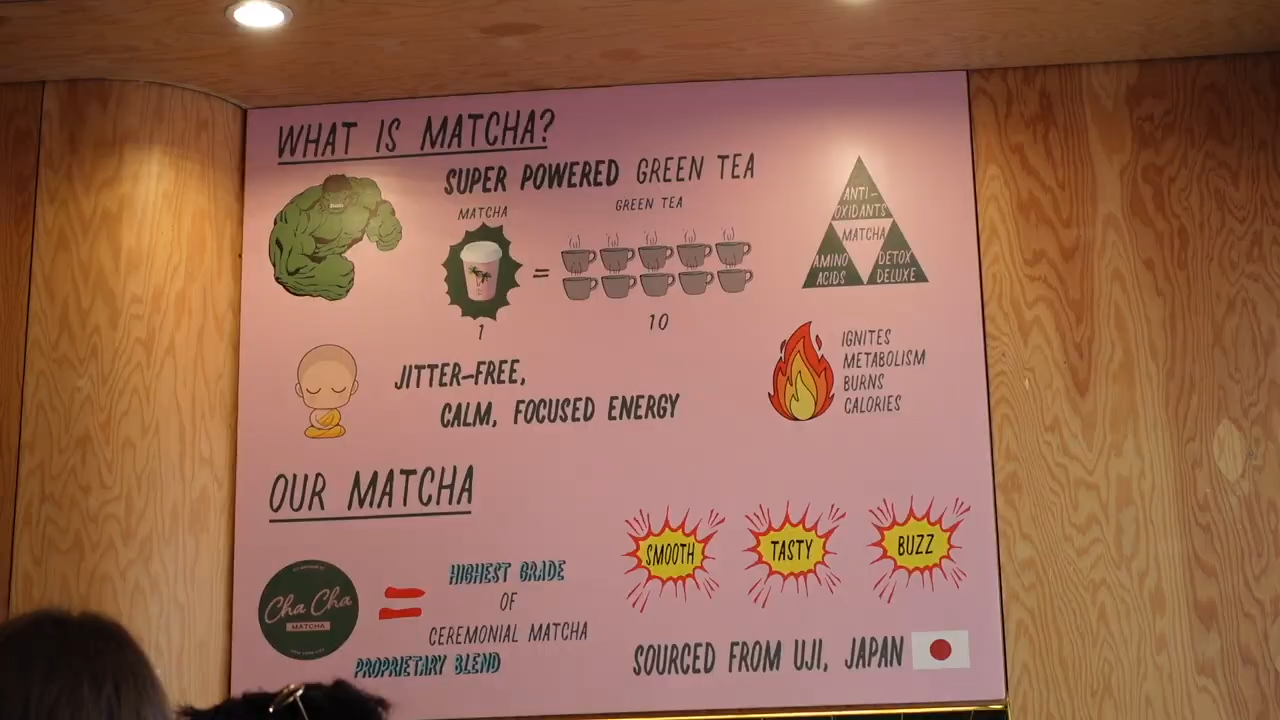 WHAT IS MATCHA?
SUPER POWERED GREEN TEA
MATCHA
GREEN TEA
=
1
10
ANTI-
OXIDANTS
MATCHA
AMINO
ACIDS
DETOX
DELUXE
JITTER-FREE,
CALM, FOCUSED ENERGY
IGNITES
METABOLISM
BURNS
CALORIES
OUR MATCHA
Cha Cha
MATCHA
=
HIGHEST GRADE
OF
CEREMONIAL MATCHA
PROPRIETARY BLEND
SMOOTH
TASTY
BUZZ
SOURCED FROM UJI, JAPAN